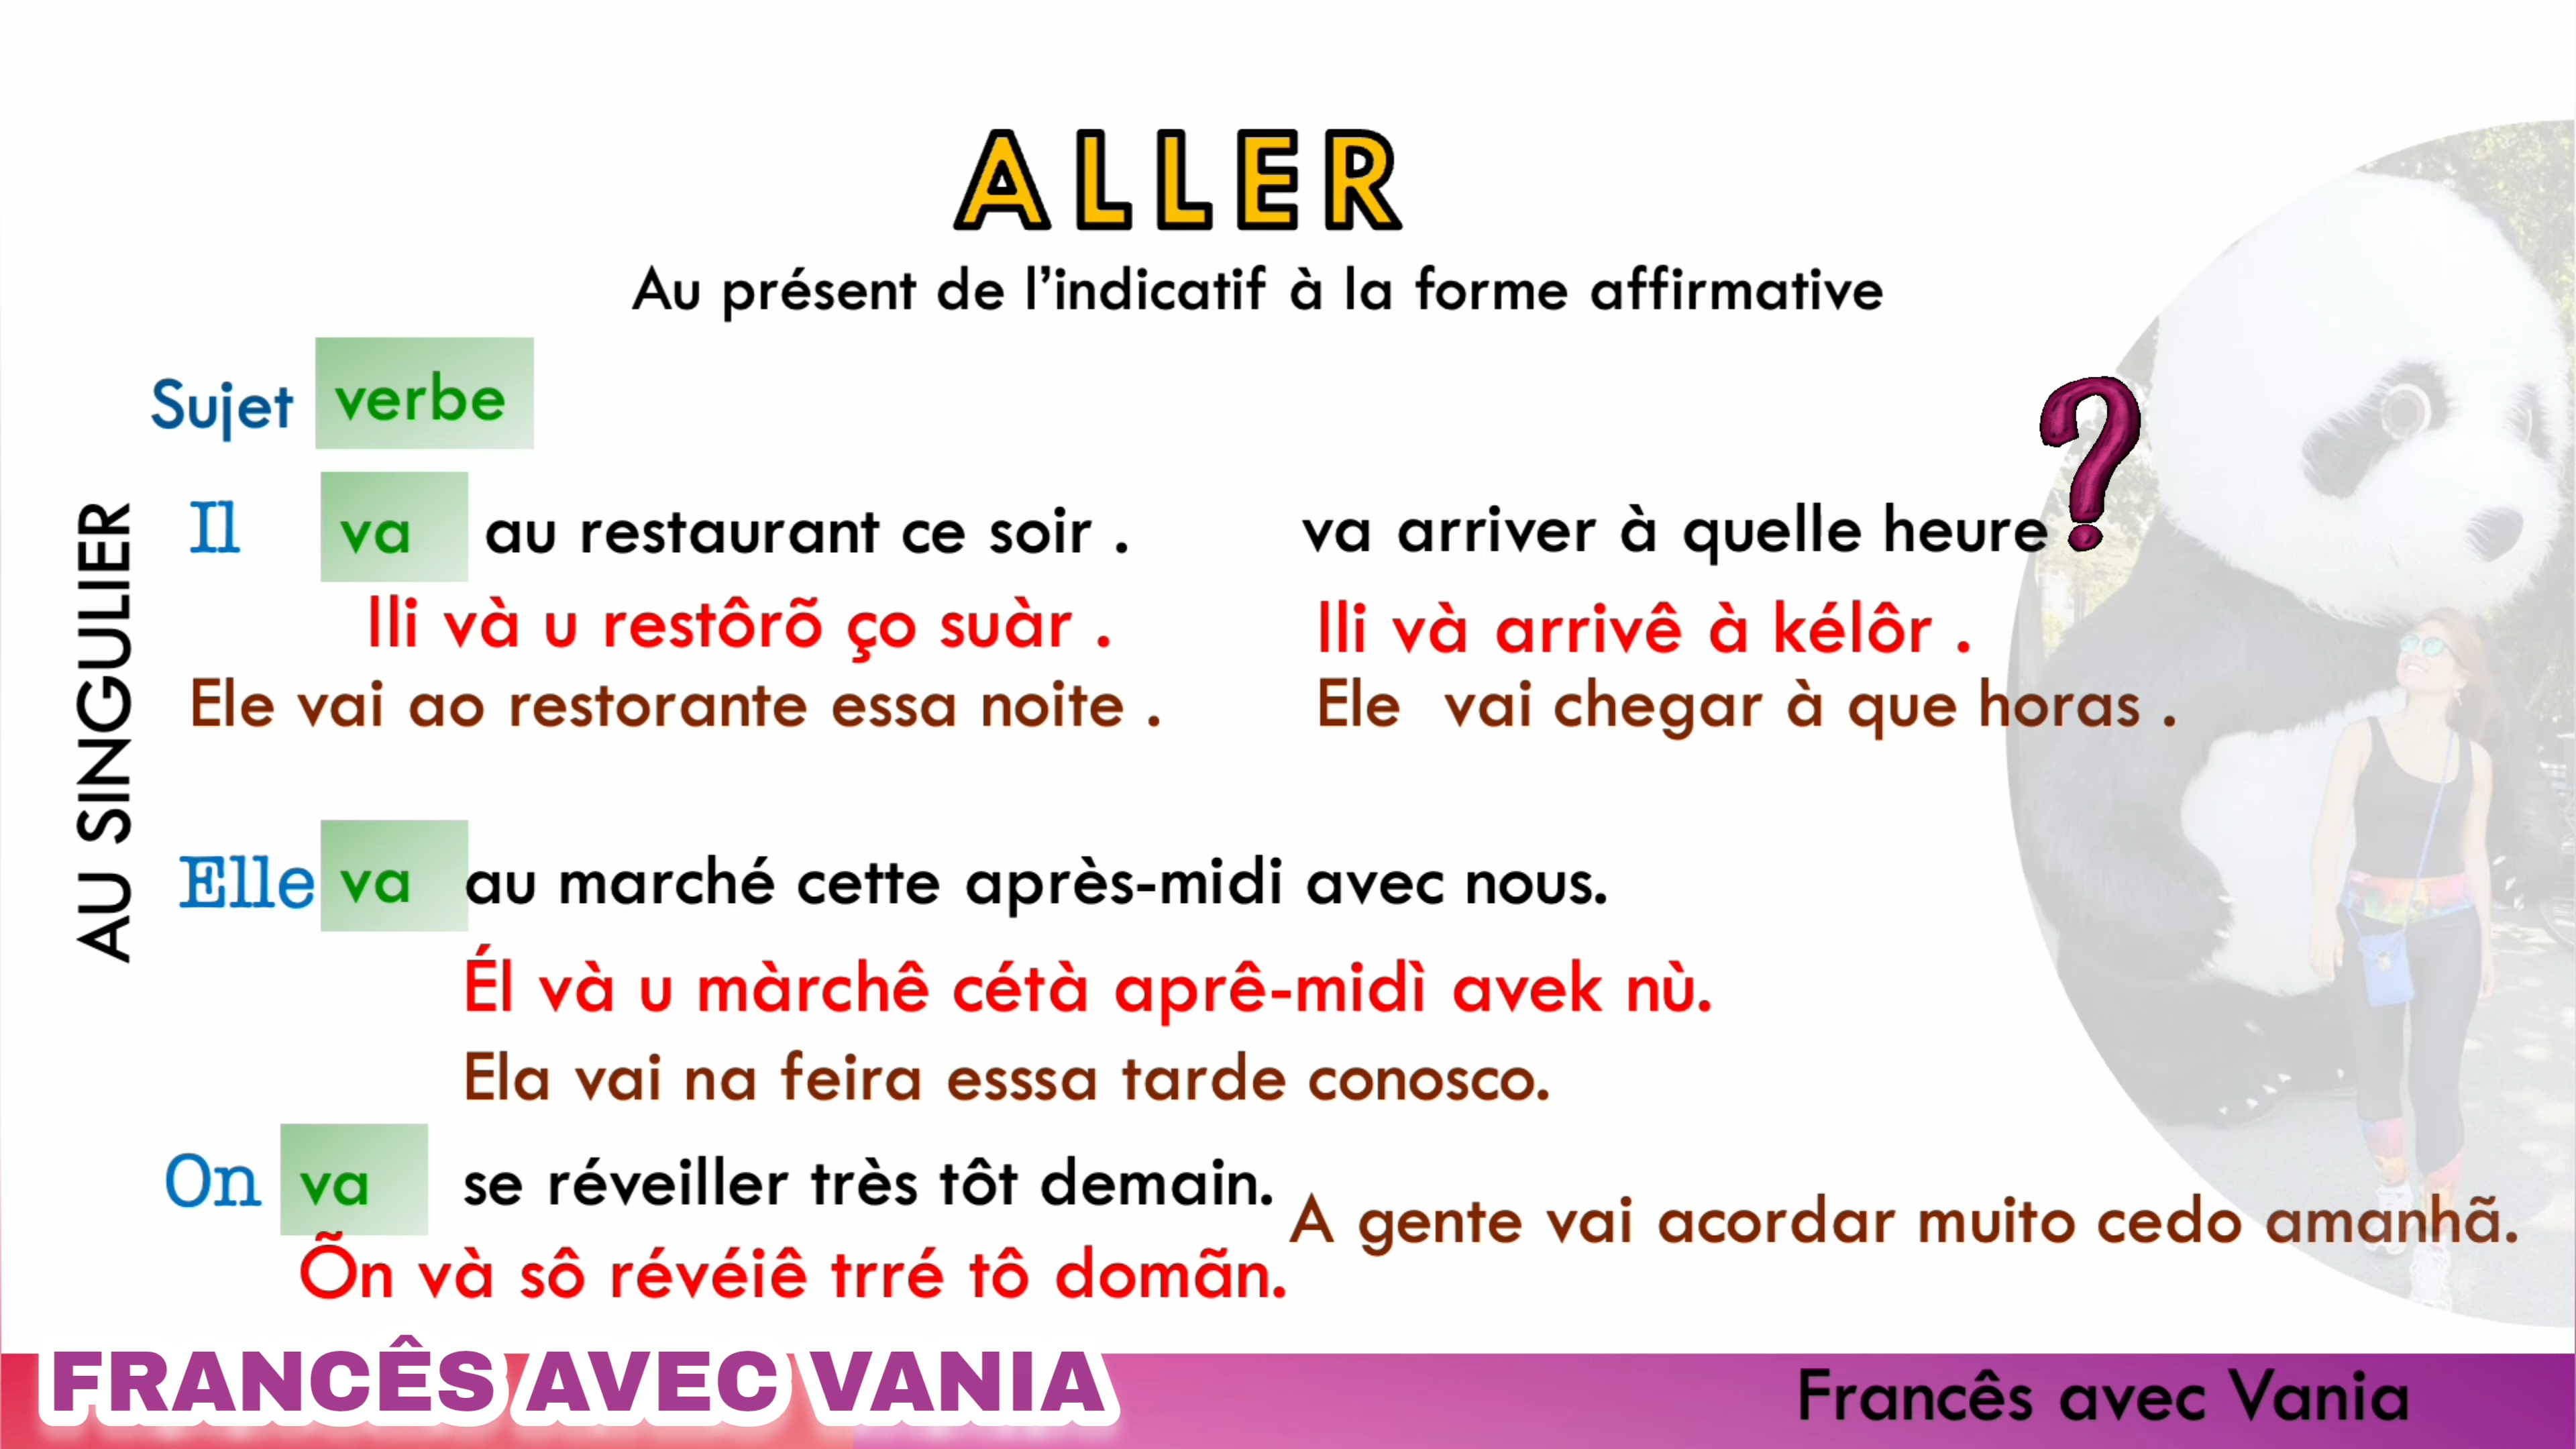 ALLER
Au présent de l’indicatif à la forme affirmative
Sujet verbe
AU SINGULIER
Il va au restaurant ce soir .
va arriver à quelle heure ?
Ili và u restôrõ ço suàr .
Ili và arrivê à kélôr .
Ele vai ao restorante essa noite .
Ele vai chegar à que horas .
Elle va au marché cette après-midi avec nous.
Él và u màrchê cétà aprê-midì avek nù.
Ela vai na feira esssa tarde conosco.
On va se réveiller très tôt demain.
A gente vai acordar muito cedo amanhã.
Õn và sô révéiê trré tô domãn.
FRANCÊS AVEC VANIA
Francês avec Vania